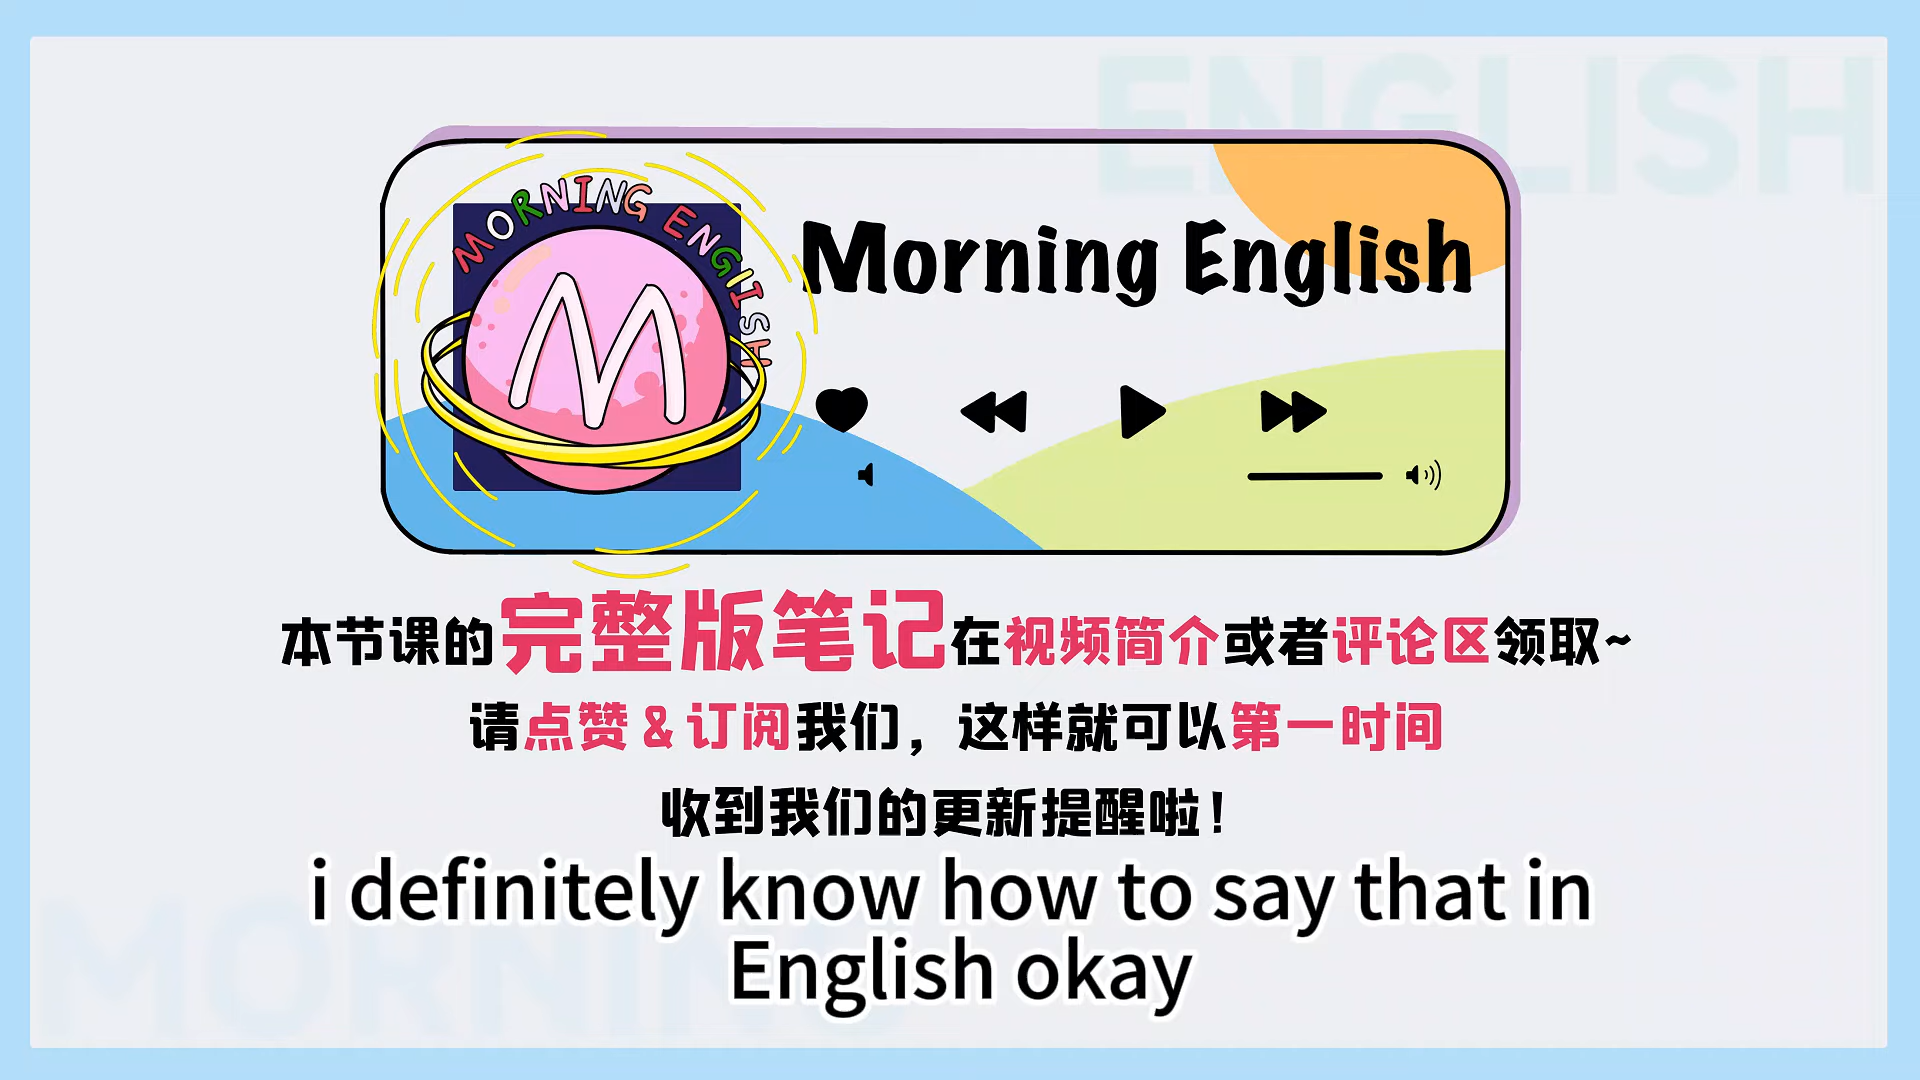 ENGLISH
MORNING ENGLISH
M
Morning English
本节课的完整版笔记在视频简介或者评论区领取~
请点赞&订阅我们，这样就可以第一时间
收到我们的更新提醒啦！
i definitely know how to say that in
English okay
MORNING